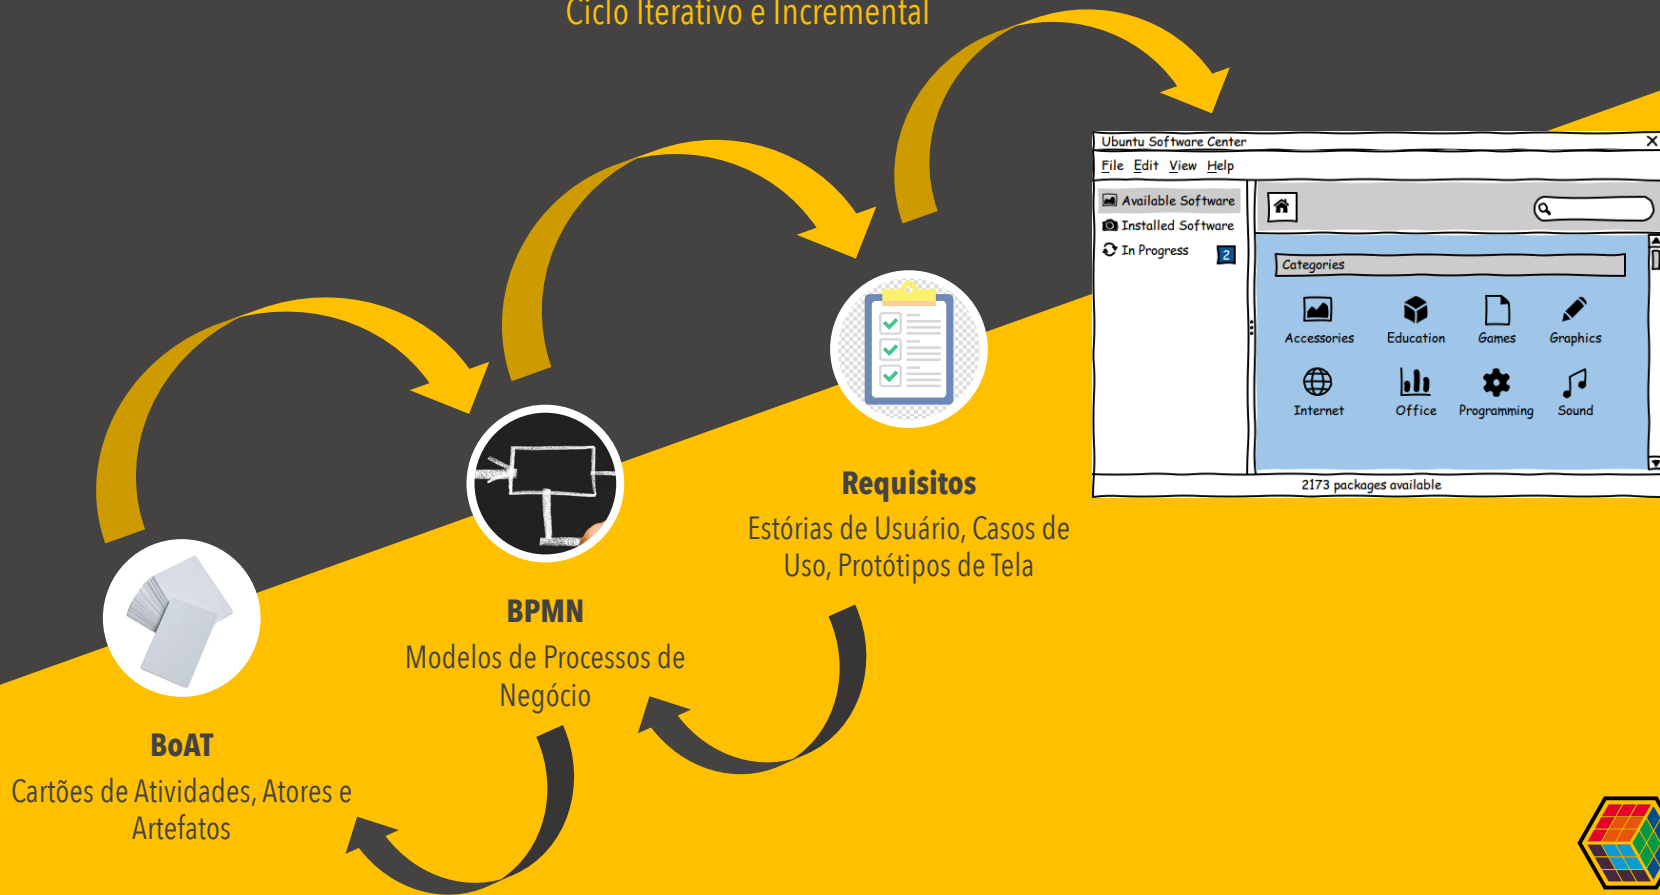 Ciclo Iterativo e Incremental
Ubuntu Software Center
File Edit View Help
Available Software
Installed Software
In Progress 2
Categories
Accessories Education Games Graphics
Internet Office Programming Sound
2173 packages available
Requisitos
Estórias de Usuário, Casos de
Uso, Protótipos de Tela
BPMN
Modelos de Processos de
Negócio
BoAT
Cartões de Atividades, Atores e
Artefatos